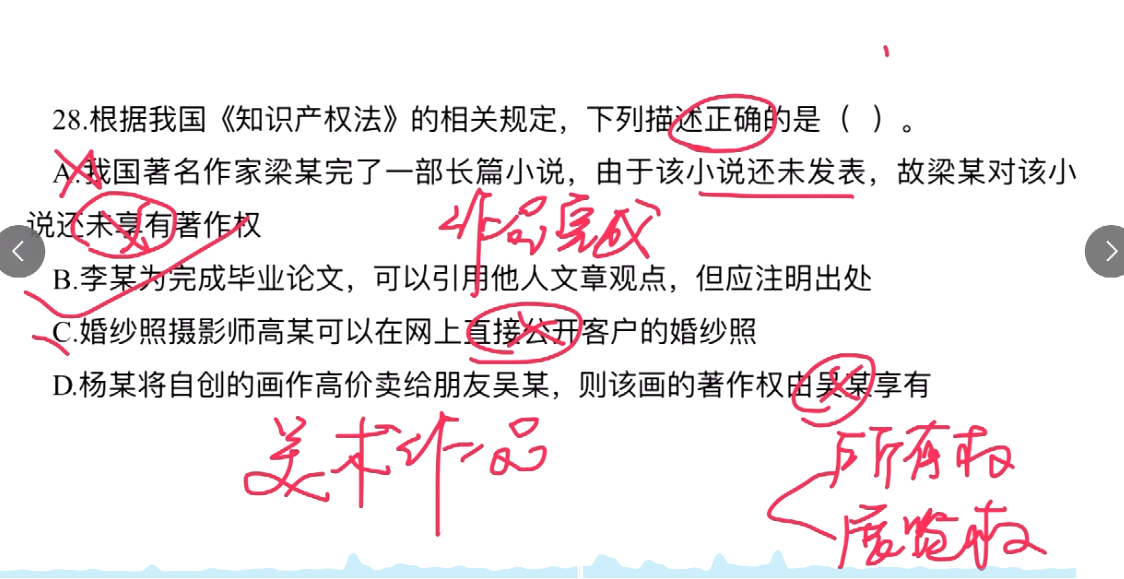 28.根据我国《知识产权法》的相关规定，下列描述正确的是（ ）。
A.我国著名作家梁某完了一部长篇小说，由于该小说还未发表，故梁某对该小
说还未享有著作权
作品完成
B.李某为完成毕业论文，可以引用他人文章观点，但应注明出处
C.婚纱照摄影师高某可以在网上直接公开客户的婚纱照
D.杨某将自创的画作高价卖给朋友吴某，则该画的著作权由吴某享有
美术作品
所有权
展览权